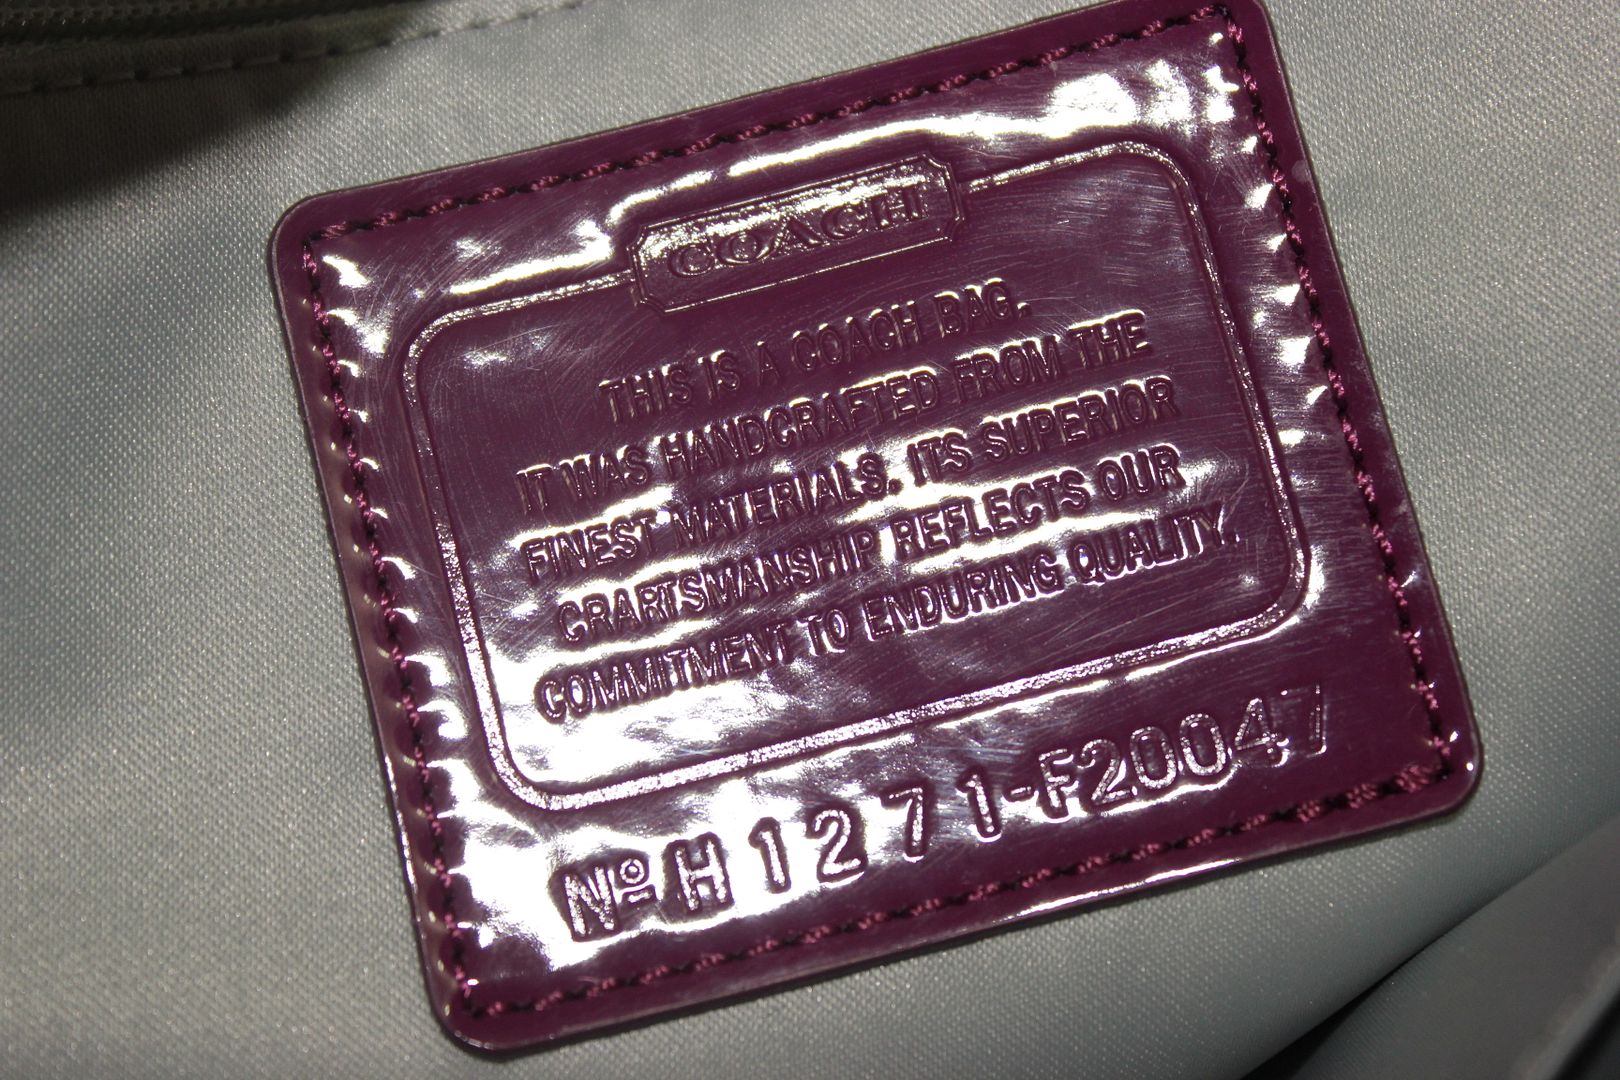 COACH
THIS IS A COACH BAG.
IT WAS HANDCRAFTED FROM THE
FINEST MATERIALS. ITS SUPERIOR
CRARTSMANSHIP REFLECTS OUR
COMMITMENT TO ENDURING QUALITY.
Nº H1271-F20047